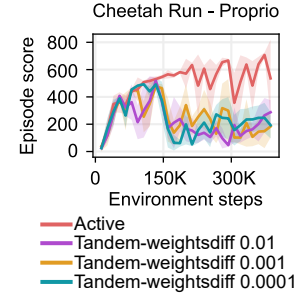 Cheetah Run - Proprio
Episode score
800
600
400
200
0
0
150K
300K
Environment steps
Active
Tandem-weightsdiff 0.01
Tandem-weightsdiff 0.001
Tandem-weightsdiff 0.0001